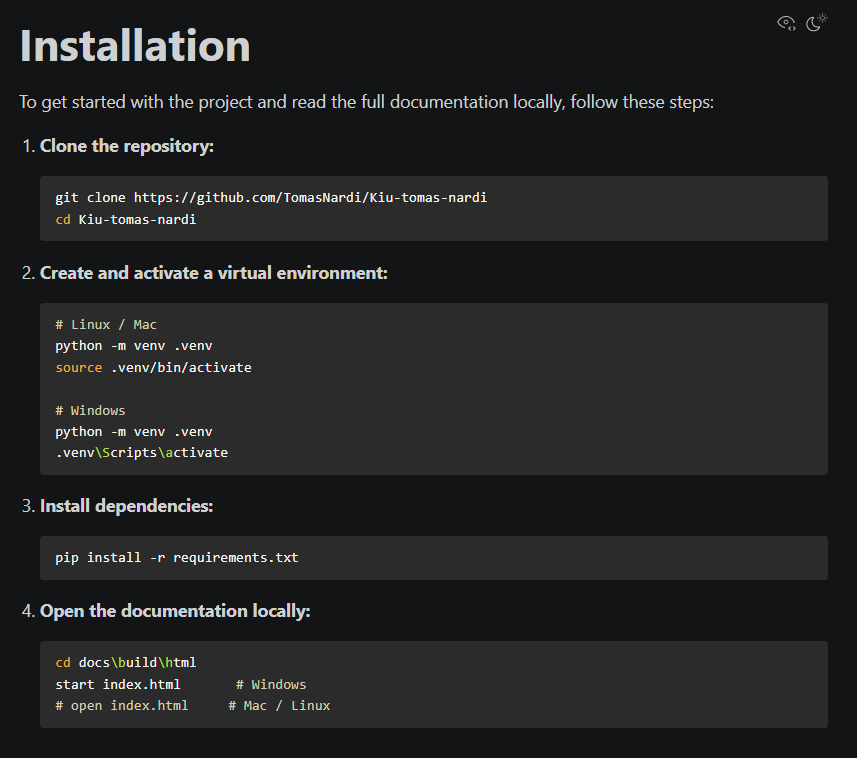 Installation
To get started with the project and read the full documentation locally, follow these steps:
1. Clone the repository:
git clone https://github.com/TomasNardi/Kiu-tomas-nardi
cd Kiu-tomas-nardi
2. Create and activate a virtual environment:
# Linux / Mac
python -m venv .venv
source .venv/bin/activate
# Windows
python -m venv .venv
.venv\Scripts\activate
3. Install dependencies:
pip install -r requirements.txt
4. Open the documentation locally:
cd docs\build\html
start index.html       # Windows
# open index.html     # Mac / Linux